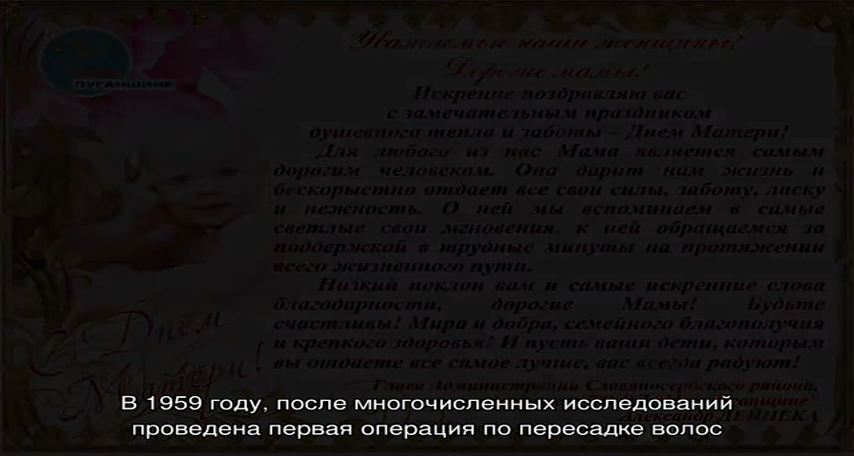 Уважаемые наши женщины!
Дорогие мамы!
ЛУГАНЩИНЕ
Искренне поздравляю вас
с замечательным праздником
душевного тепла и заботы – Днем Матери!
Для любого из нас Мама является самым
дорогим человеком. Она дарит нам жизнь и
бескорыстно отдает все свои силы, заботу, ласку
и нежность. О ней мы вспоминаем в самые
светлые свои мгновения, к ней обращаемся за
поддержкой в трудные минуты на протяжении
всего жизненного пути.
Низкий поклон вам и самые искренние слова
благодарности, дорогие Мамы! Будьте
счастливы! Мира и добра, семейного благополучия
и крепкого здоровья! И пусть ваши дети, которым
вы отдаете все самое лучшие, вас всегда радуют!
С Днем
Матери!
Глава Администрации Славяносербского района,
Александр ДЕЙНЕКА
В 1959 году, после многочисленных исследований
проведена первая операция по пересадке волос